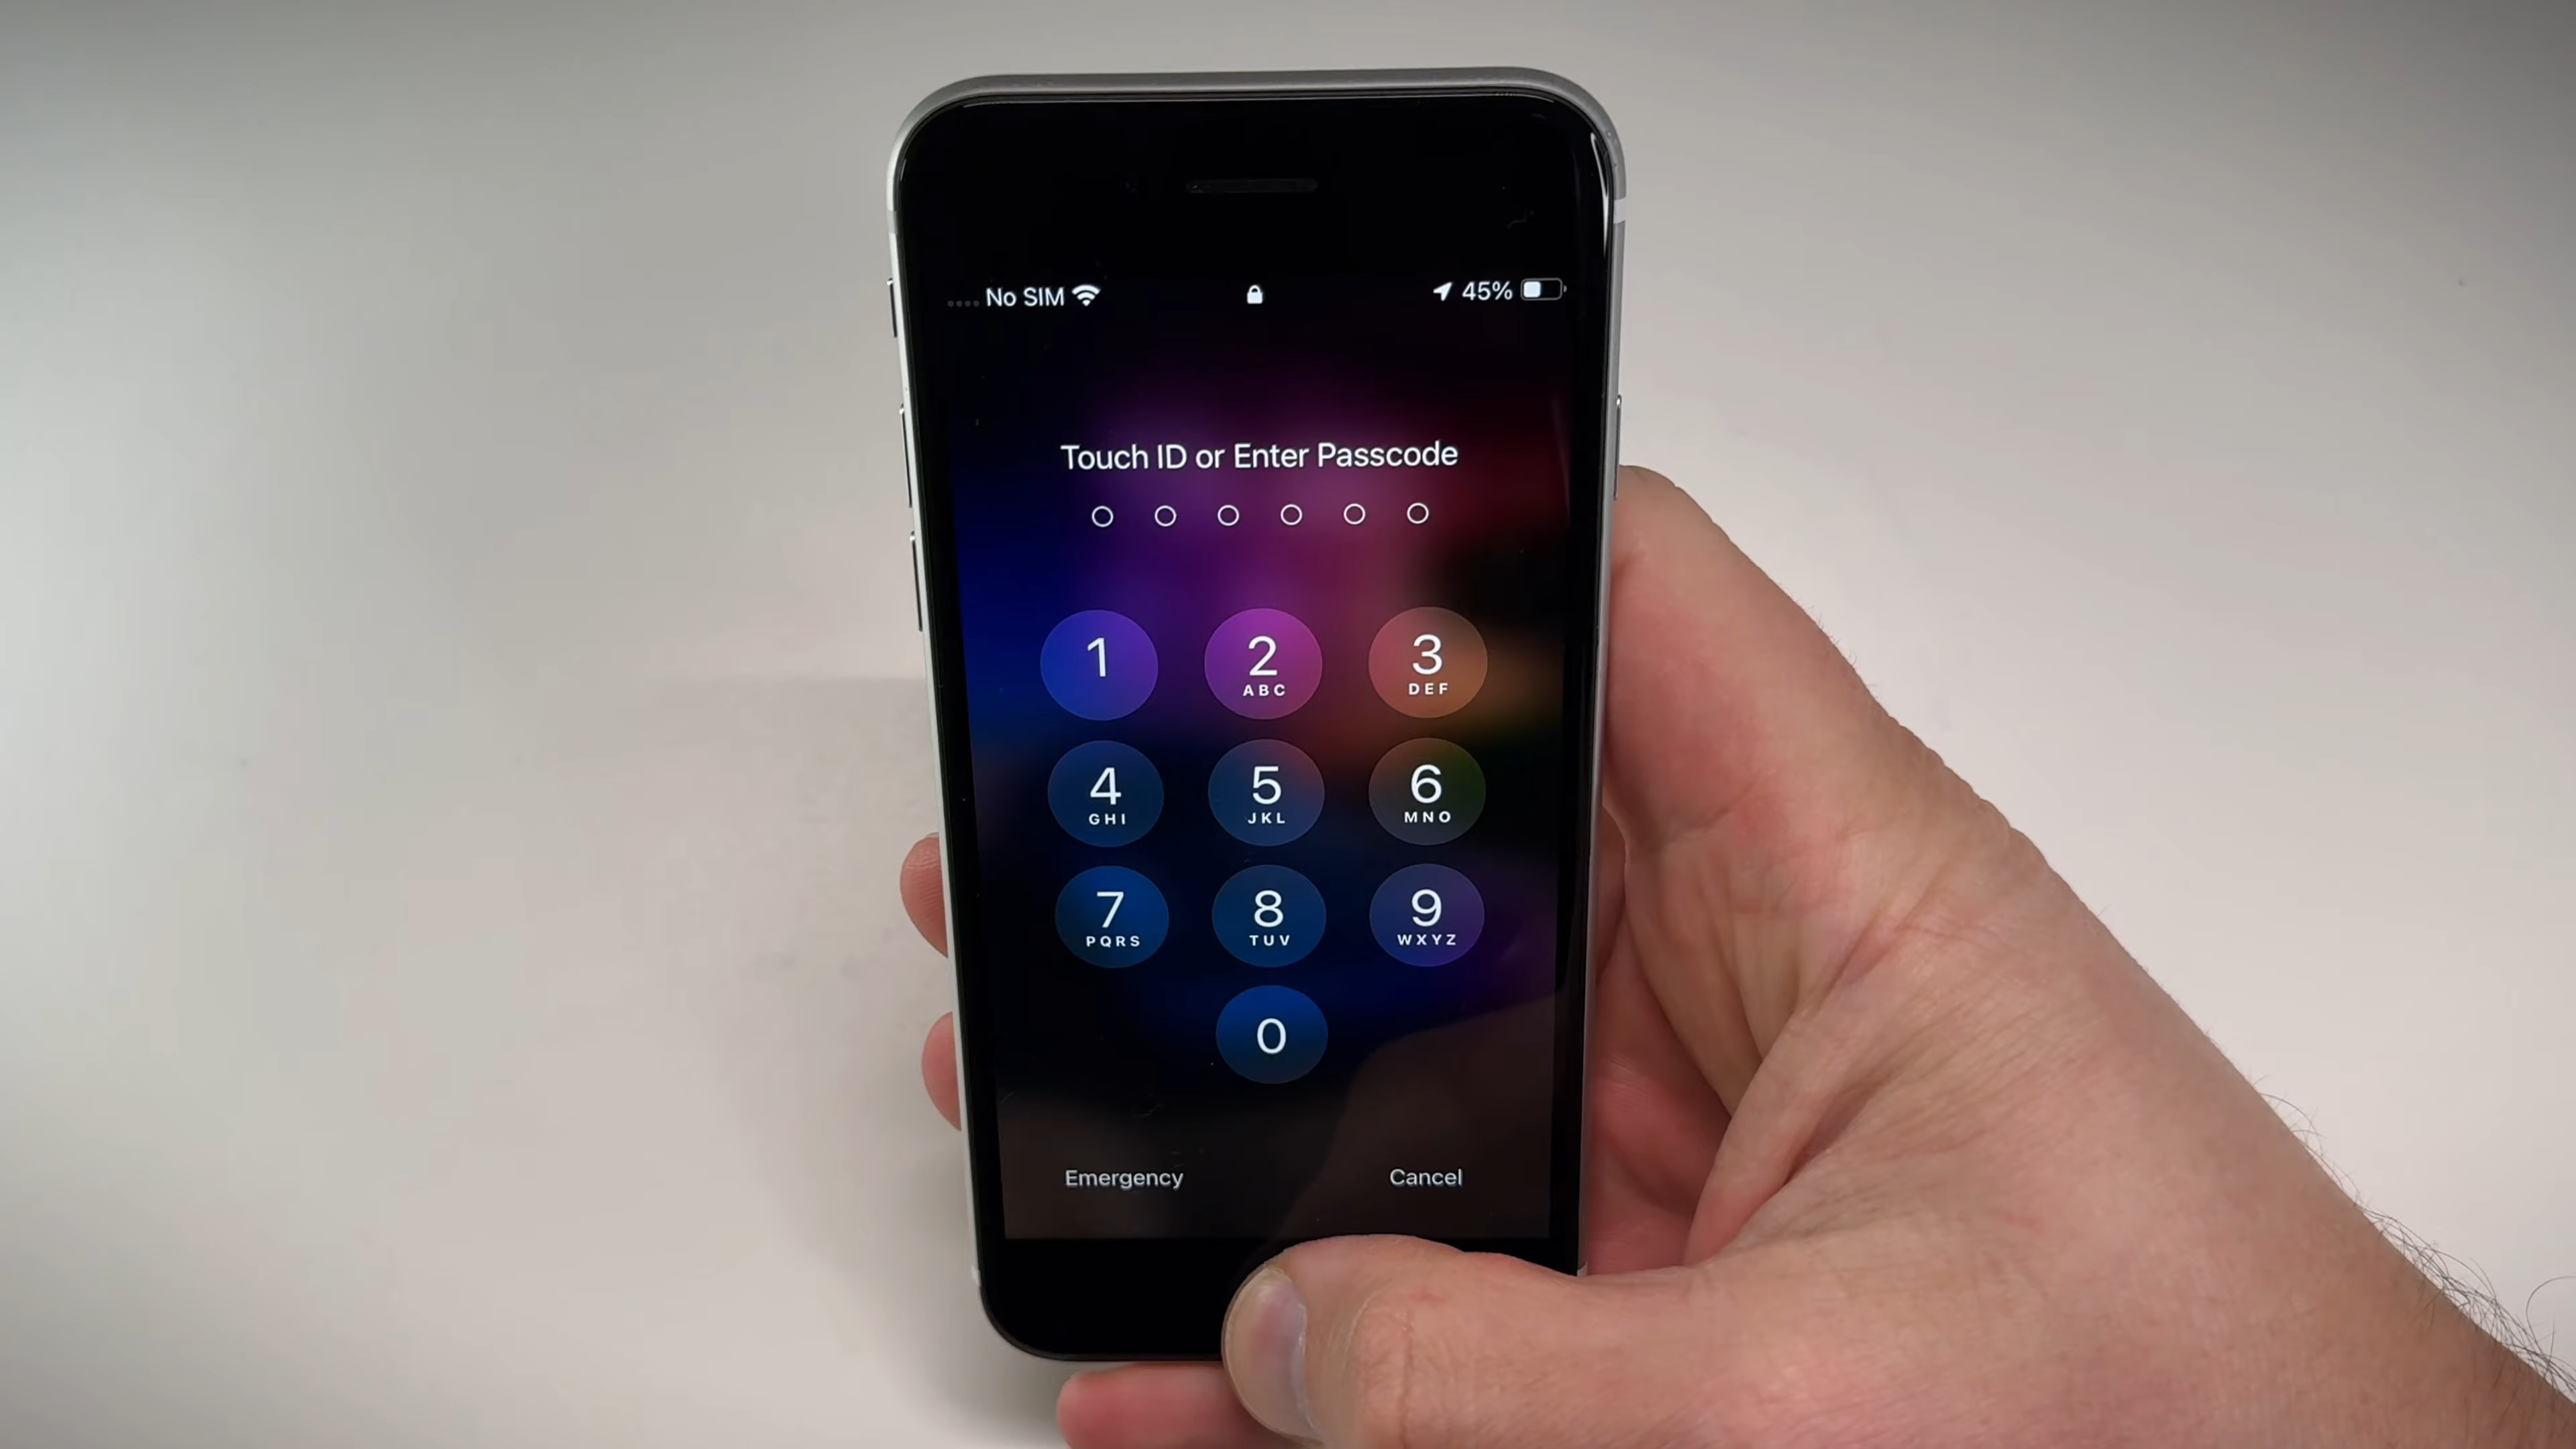 No SIM 45%
Touch ID or Enter Passcode
1 2 3
ABC DEF
4 5 6
GHI JKL MNO
7 8 9
PQRS TUV WXYZ
0
Emergency Cancel